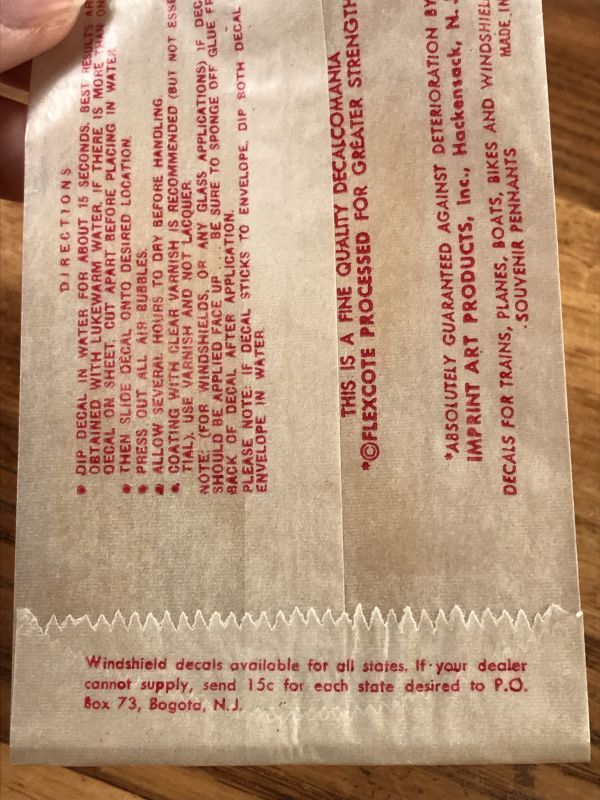 DIRECTIONS
• DIP DECAL IN WATER FOR ABOUT 15 SECONDS. BEST RESULTS
OBTAINED WITH LUKEWARM WATER. IF THERE IS MORE THAN
DECAL ON SHEET CUT APART BEFORE PLACING IN WATER
• THEN SLIDE DECAL ONTO DESIRED LOCATION.
• PRESS OUT ALL AIR BUBBLES.
• ALLOW SEVERAL HOURS TO DRY BEFORE HANDLING
• COATING WITH CLEAR VARNISH IS RECOMMENDED (BUT NOT
TIAL). USE VARNISH AND NOT LACQUER.
NOTE: (FOR WINDSHIELDS, OR ANY GLASS APPLICATIONS) IF
SHOULD BE APPLIED FACE UP ... BE SURE TO SPONGE OFF GLUE
BACK OF DECAL AFTER APPLICATION.
PLEASE NOTE: IF DECAL STICKS TO ENVELOPE, DIP BOTH DECAL
ENVELOPE IN WATER
THIS IS A FINE QUALITY DECALCOMANIA
*©FLEXCOTE PROCESSED FOR GREATER STRENGTH
*ABSOLUTELY GUARANTEED AGAINST DETERIORATION BY
IMPRINT ART PRODUCTS, Inc., Hackensack, N. J.
DECALS FOR TRAINS, PLANES, BOATS, BIKES AND WINDSHIEL
SOUVENIR PENNANTS
MADE IN
Windshield decals available for all states. If your dealer
cannot supply, send 15c for each state desired to P.O.
Box 73, Bogota, N.J.